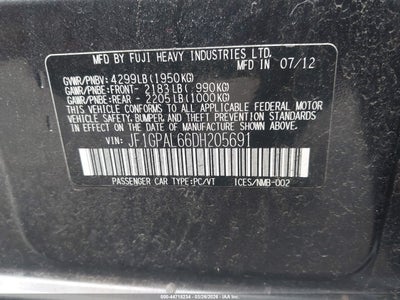 MFD. BY FUJI HEAVY INDUSTRIES LTD.
MFD IN 07/12
GVWR/PNBV: 4299LB(1950KG)
GAWR/PNBE:FRONT- 2183LB( 990KG)
GAWR/PNBE:REAR - 2205LB(1000KG)
THIS VEHICLE CONFORMS TO ALL APPLICABLE FEDERAL MOTOR
VEHICLE SAFETY, BUMPER, AND THEFT PREVENTION STANDARDS
IN EFFECT ON THE DATE OF MANUFACTURE SHOWN ABOVE.
VIN: JF1GPAL66DH205691
PASSENGER CAR TYPE:PC/VT ICES/NMB-002